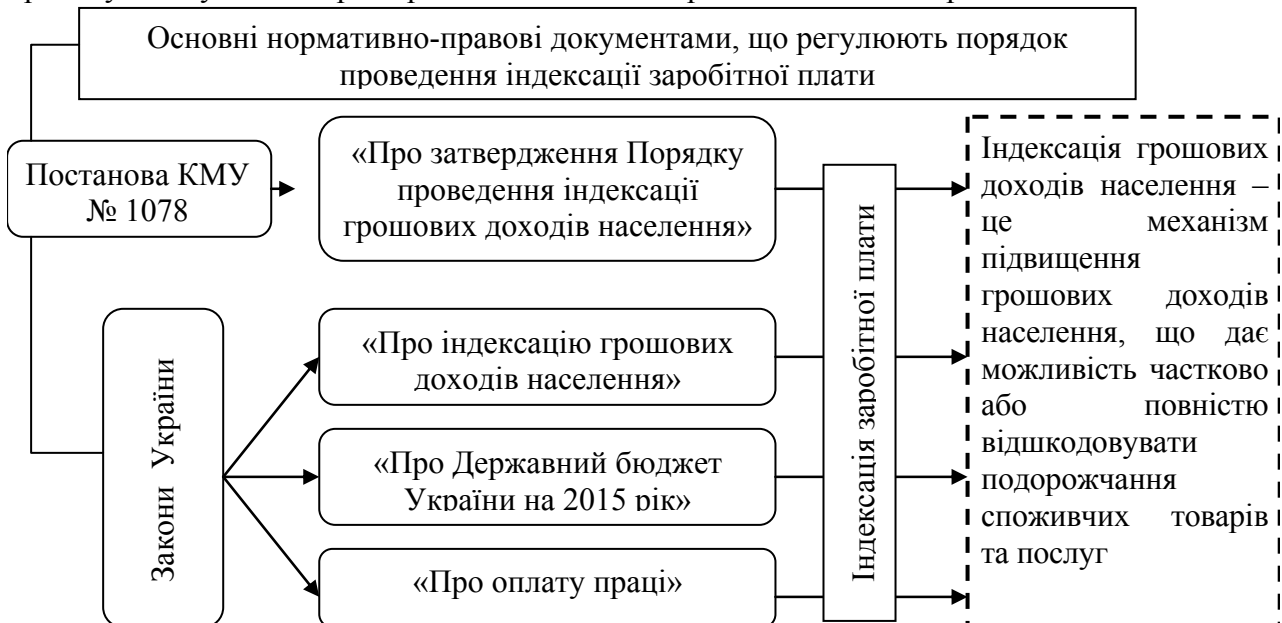 Основні нормативно-правові документами, що регулюють порядок
проведення індексації заробітної плати
Постанова КМУ
№ 1078
«Про затвердження Порядку
проведення індексації
грошових доходів населення»
Закони України
«Про індексацію грошових
доходів населення»
«Про Державний бюджет
України на 2015 рік»
«Про оплату праці»
Індексація заробітної плати
Індексація грошових
доходів населення –
це механізм
підвищення
грошових доходів
населення, що дає
можливість частково
або повністю
відшкодовувати
подорожчання
споживчих товарів
та послуг